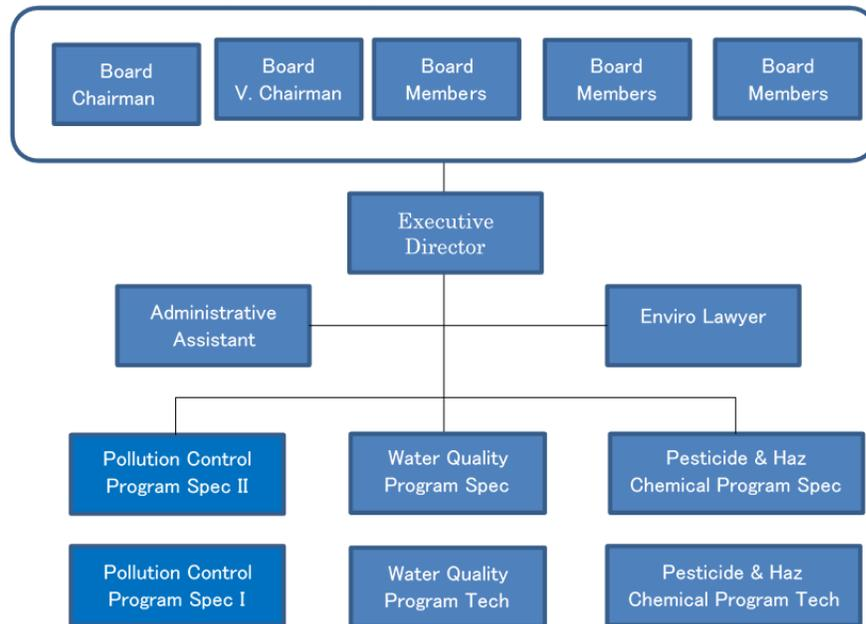 Board
Chairman
Board
V. Chairman
Board
Members
Board
Members
Board
Members
Executive
Director
Administrative
Assistant
Enviro Lawyer
Pollution Control
Program Spec II
Water Quality
Program Spec
Pesticide & Haz
Chemical Program Spec
Pollution Control
Program Spec I
Water Quality
Program Tech
Pesticide & Haz
Chemical Program Tech